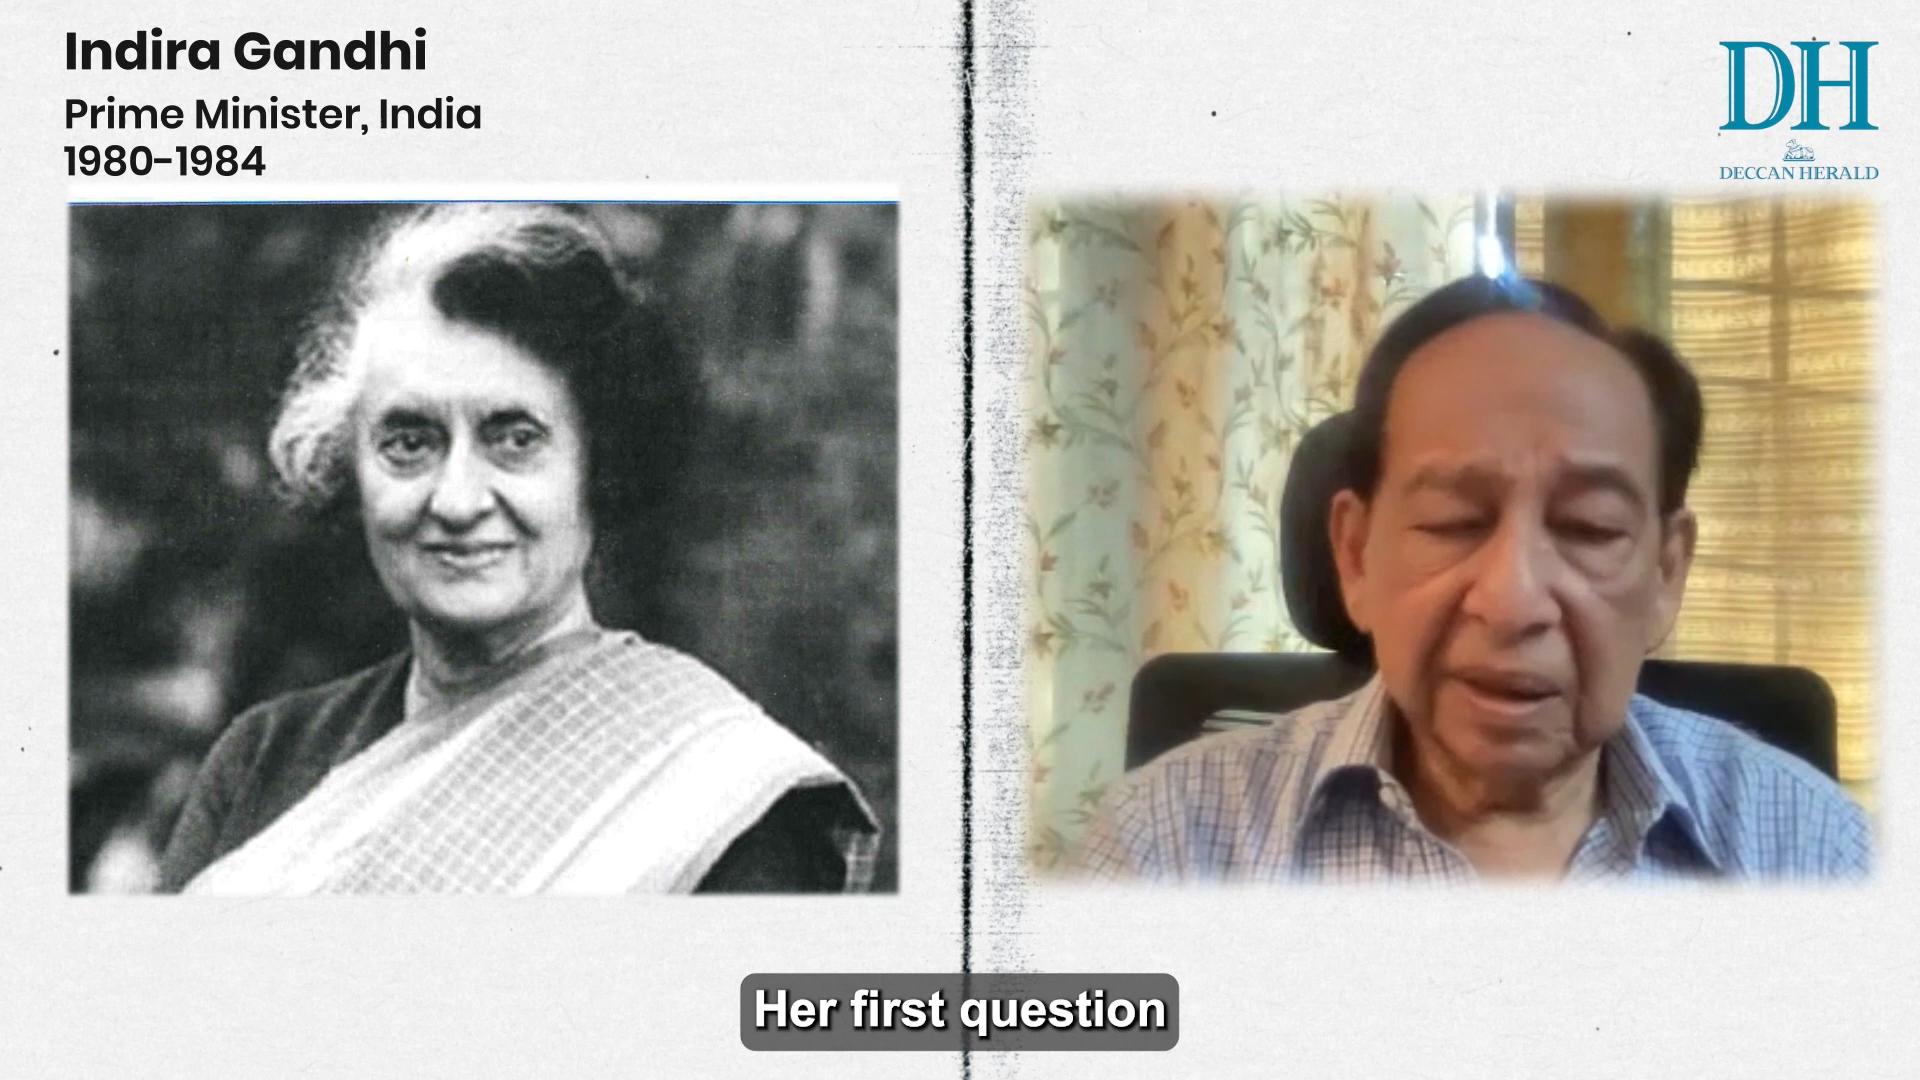 Indira Gandhi
Prime Minister, India
1980-1984
DH
DECCAN HERALD
Her first question